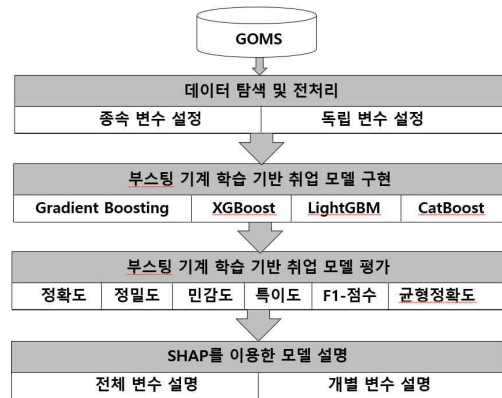 GOMS
데이터 탐색 및 전처리
종속 변수 설정 독립 변수 설정
부스팅 기계 학습 기반 취업 모델 구현
Gradient Boosting XGBoost LightGBM CatBoost
부스팅 기계 학습 기반 취업 모델 평가
정확도 정밀도 민감도 특이도 F1-점수 균형정확도
SHAP를 이용한 모델 설명
전체 변수 설명 개별 변수 설명